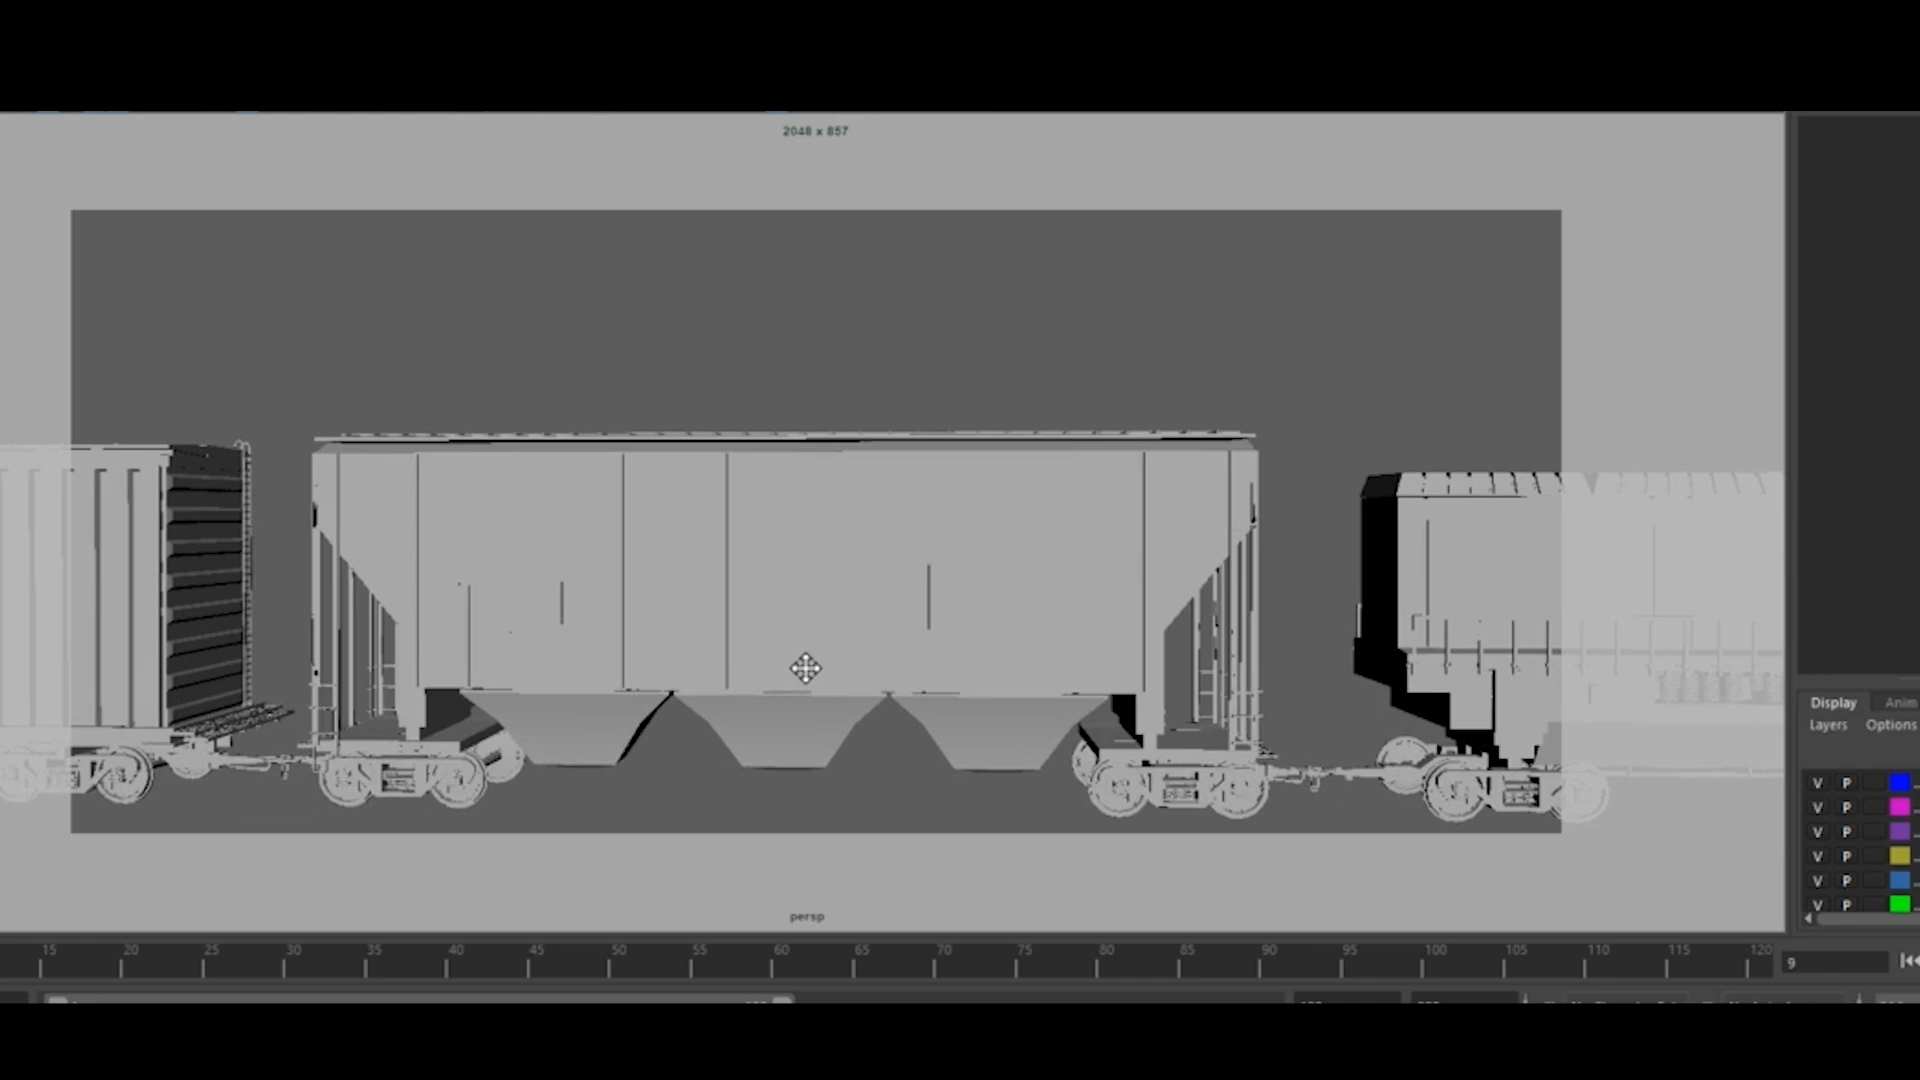 2048 x 857
Display Anim
Layers Options
V P
V P
V P
V P
V P
V P
persp
15 20 25 30 35 40 45 50 55 60 65 70 75 80 85 90 95 100 105 110 115 120
9